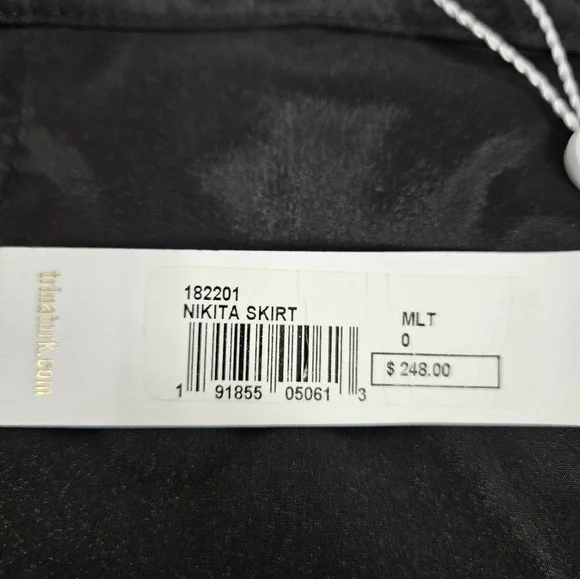 trinaturk.com
182201
NIKITA SKIRT
MLT
0
$ 248.00
1 91855 05061 3